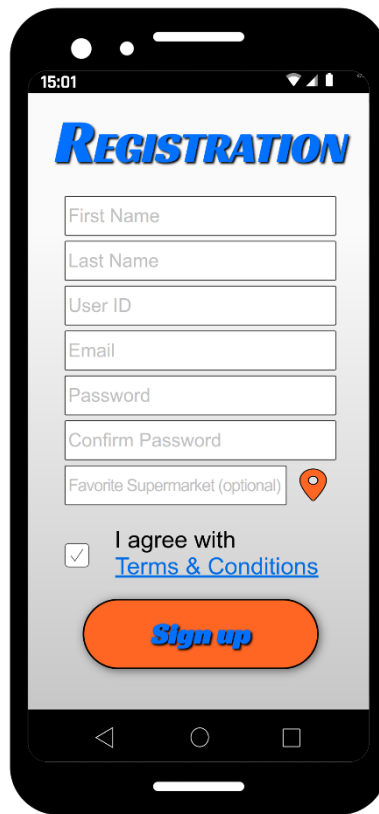 15:01
REGISTRATION
First Name
Last Name
User ID
Email
Password
Confirm Password
Favorite Supermarket (optional)
I agree with
Terms & Conditions
Sign up